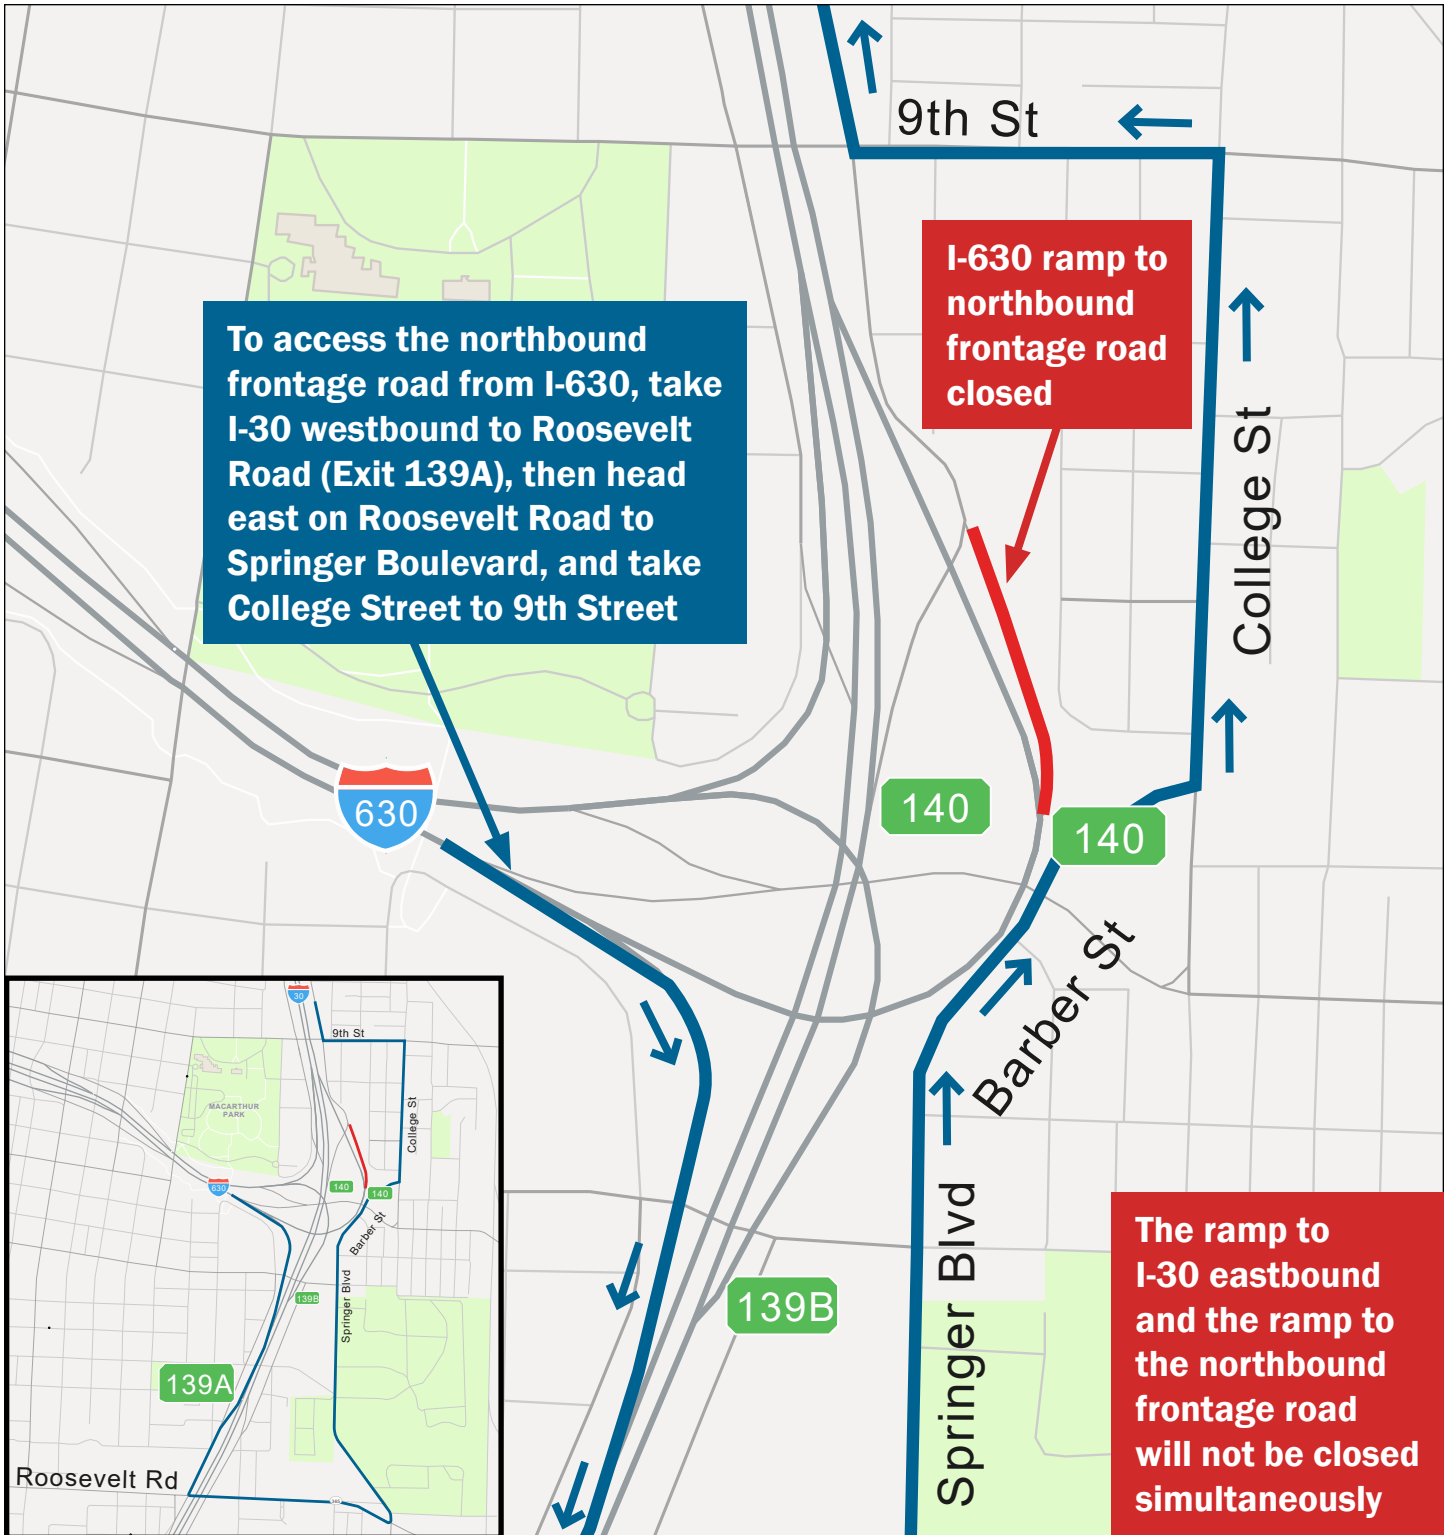 9th St
I-630 ramp to
northbound
frontage road
closed
To access the northbound
frontage road from I-630, take
I-30 westbound to Roosevelt
Road (Exit 139A), then head
east on Roosevelt Road to
Springer Boulevard, and take
College Street to 9th Street
College St
630
140
140
Barber St
Springer Blvd
139B
The ramp to
I-30 eastbound
and the ramp to
the northbound
frontage road
will not be closed
simultaneously
30
9th St
MACARTHUR
PARK
College St
630
140
140
Barber St
139B
Springer Blvd
139A
Roosevelt Rd